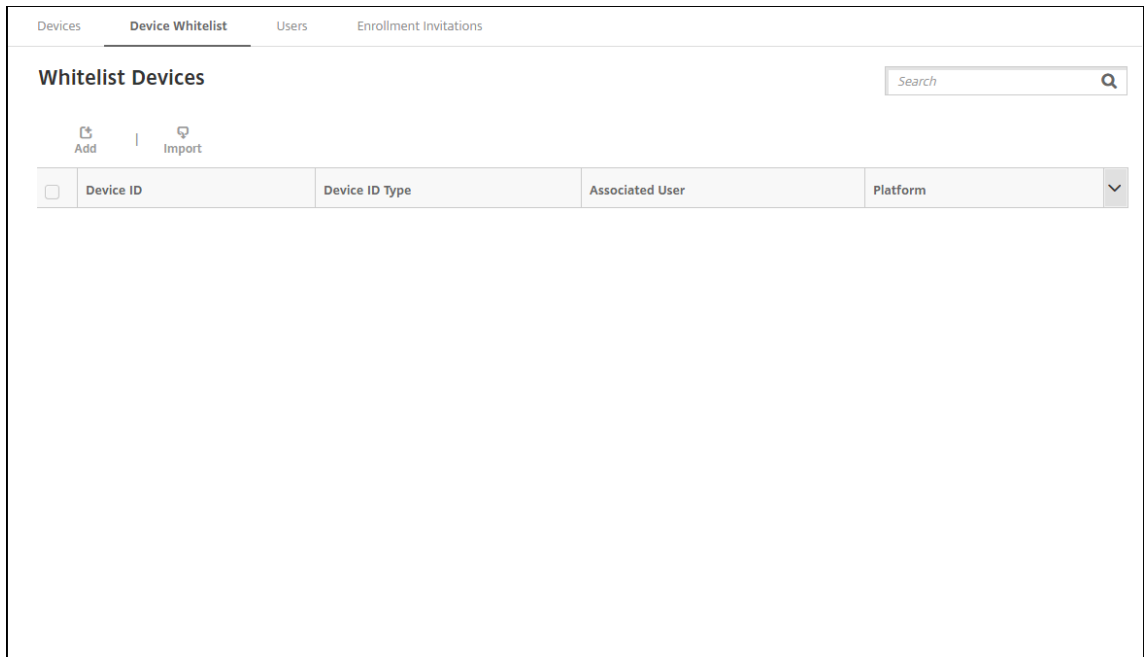 Devices Device Whitelist Users Enrollment Invitations
Whitelist Devices
Search
Add | Import
Device ID Device ID Type Associated User Platform